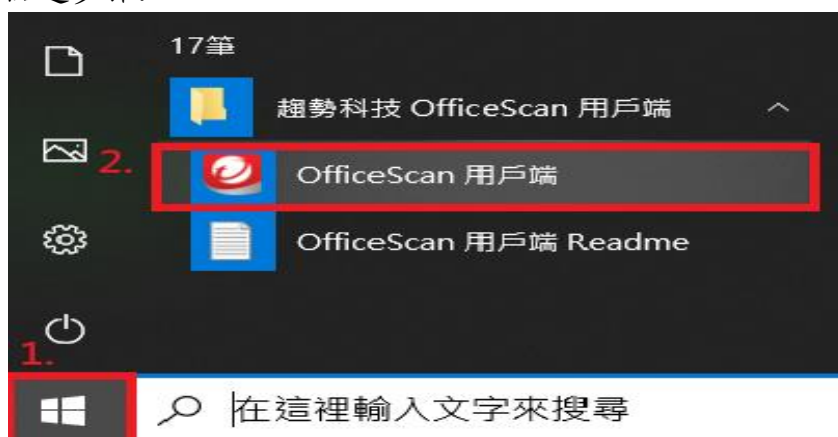 17筆
趨勢科技 OfficeScan 用戶端
2.
OfficeScan 用戶端
OfficeScan 用戶端 Readme
1.
在這裡輸入文字來搜尋